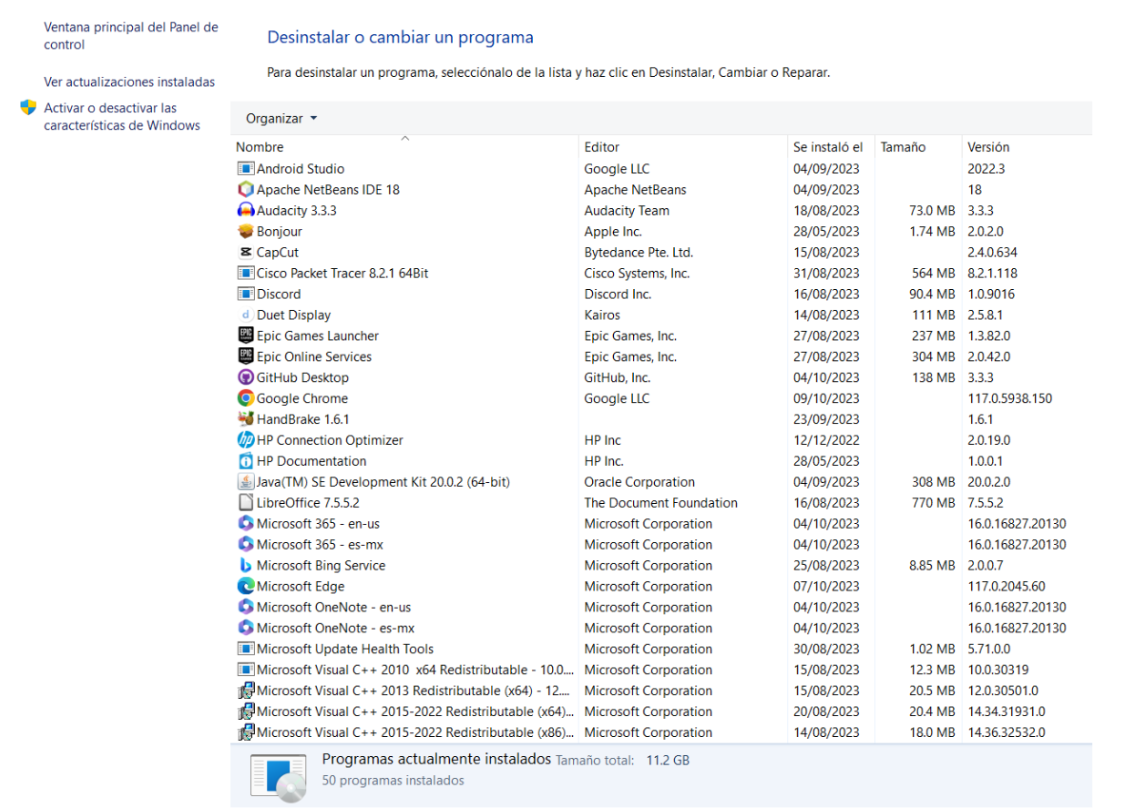 Ventana principal del Panel de
control
Ver actualizaciones instaladas
Activar o desactivar las
características de Windows
Desinstalar o cambiar un programa
Para desinstalar un programa, selecciónalo de la lista y haz clic en Desinstalar, Cambiar o Reparar.
Organizar
Nombre Editor Se instaló el Tamaño Versión
Android Studio Google LLC 04/09/2023 2022.3
Apache NetBeans IDE 18 Apache NetBeans 04/09/2023 18
Audacity 3.3.3 Audacity Team 18/08/2023 73.0 MB 3.3.3
Bonjour Apple Inc. 28/05/2023 1.74 MB 2.0.2.0
CapCut Bytedance Pte. Ltd. 15/08/2023 2.4.0.634
Cisco Packet Tracer 8.2.1 64Bit Cisco Systems, Inc. 31/08/2023 564 MB 8.2.1.118
Discord Discord Inc. 16/08/2023 90.4 MB 1.0.9016
d Duet Display Kairos 14/08/2023 111 MB 2.5.8.1
EPIC Epic Games Launcher Epic Games, Inc. 27/08/2023 237 MB 1.3.82.0
EPIC Epic Online Services Epic Games, Inc. 27/08/2023 304 MB 2.0.42.0
GitHub Desktop GitHub, Inc. 04/10/2023 138 MB 3.3.3
Google Chrome Google LLC 09/10/2023 117.0.5938.150
HandBrake 1.6.1 23/09/2023 1.6.1
hp HP Connection Optimizer HP Inc 12/12/2022 2.0.19.0
HP Documentation HP Inc. 28/05/2023 1.0.0.1
Java(TM) SE Development Kit 20.0.2 (64-bit) Oracle Corporation 04/09/2023 308 MB 20.0.2.0
LibreOffice 7.5.5.2 The Document Foundation 16/08/2023 770 MB 7.5.5.2
Microsoft 365 - en-us Microsoft Corporation 04/10/2023 16.0.16827.20130
Microsoft 365 - es-mx Microsoft Corporation 04/10/2023 16.0.16827.20130
Microsoft Bing Service Microsoft Corporation 25/08/2023 8.85 MB 2.0.0.7
Microsoft Edge Microsoft Corporation 07/10/2023 117.0.2045.60
Microsoft OneNote - en-us Microsoft Corporation 04/10/2023 16.0.16827.20130
Microsoft OneNote - es-mx Microsoft Corporation 04/10/2023 16.0.16827.20130
Microsoft Update Health Tools Microsoft Corporation 30/08/2023 1.02 MB 5.71.0.0
Microsoft Visual C++ 2010 x64 Redistributable - 10.0.... Microsoft Corporation 15/08/2023 12.3 MB 10.0.30319
Microsoft Visual C++ 2013 Redistributable (x64) - 12.... Microsoft Corporation 15/08/2023 20.5 MB 12.0.30501.0
Microsoft Visual C++ 2015-2022 Redistributable (x64)... Microsoft Corporation 20/08/2023 20.4 MB 14.34.31931.0
Microsoft Visual C++ 2015-2022 Redistributable (x86)... Microsoft Corporation 14/08/2023 18.0 MB 14.36.32532.0
Programas actualmente instalados Tamaño total: 11.2 GB
50 programas instalados